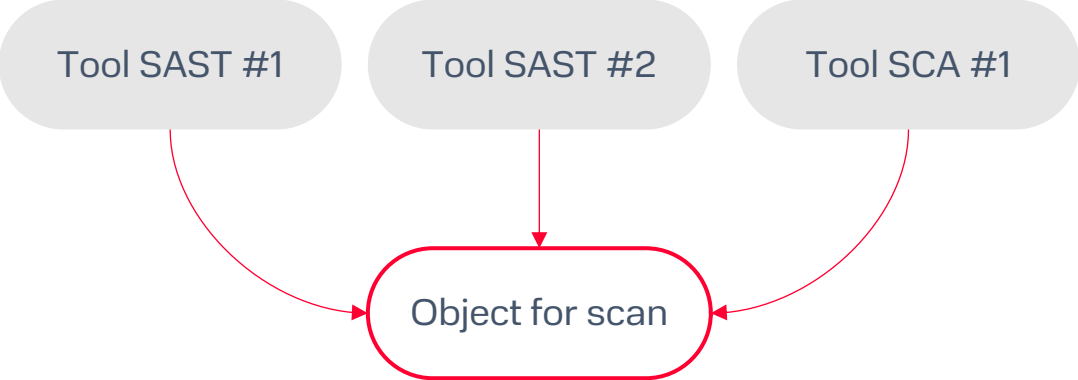 Tool SAST #1
Tool SAST #2
Tool SCA #1
Object for scan